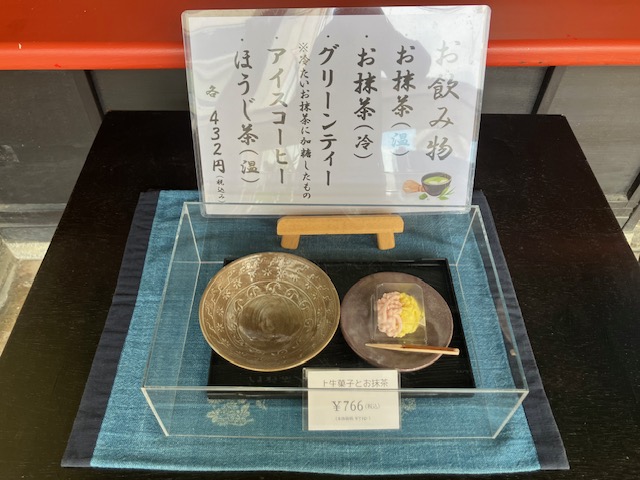 お飲み物
・お抹茶(温)
・お抹茶(冷)
・グリーンティー
※冷たいお抹茶に加糖したもの
・アイスコーヒー
・ほうじ茶(温)
各432円(税込み)
上生菓子とお抹茶
¥766(税込)